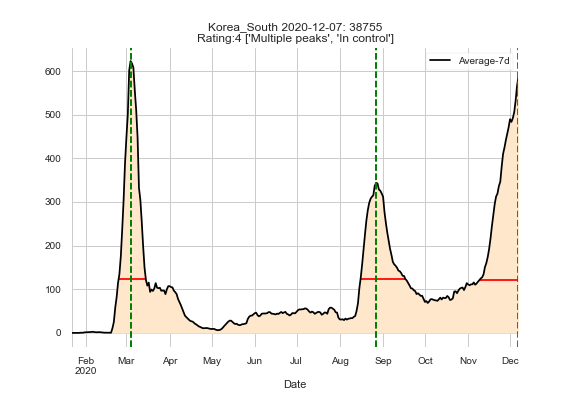 Korea_South 2020-12-07: 38755
Rating:4 ['Multiple peaks', 'In control']
Average-7d
600
500
400
300
200
100
0
Feb Mar Apr May Jun Jul Aug Sep Oct Nov Dec
2020
Date